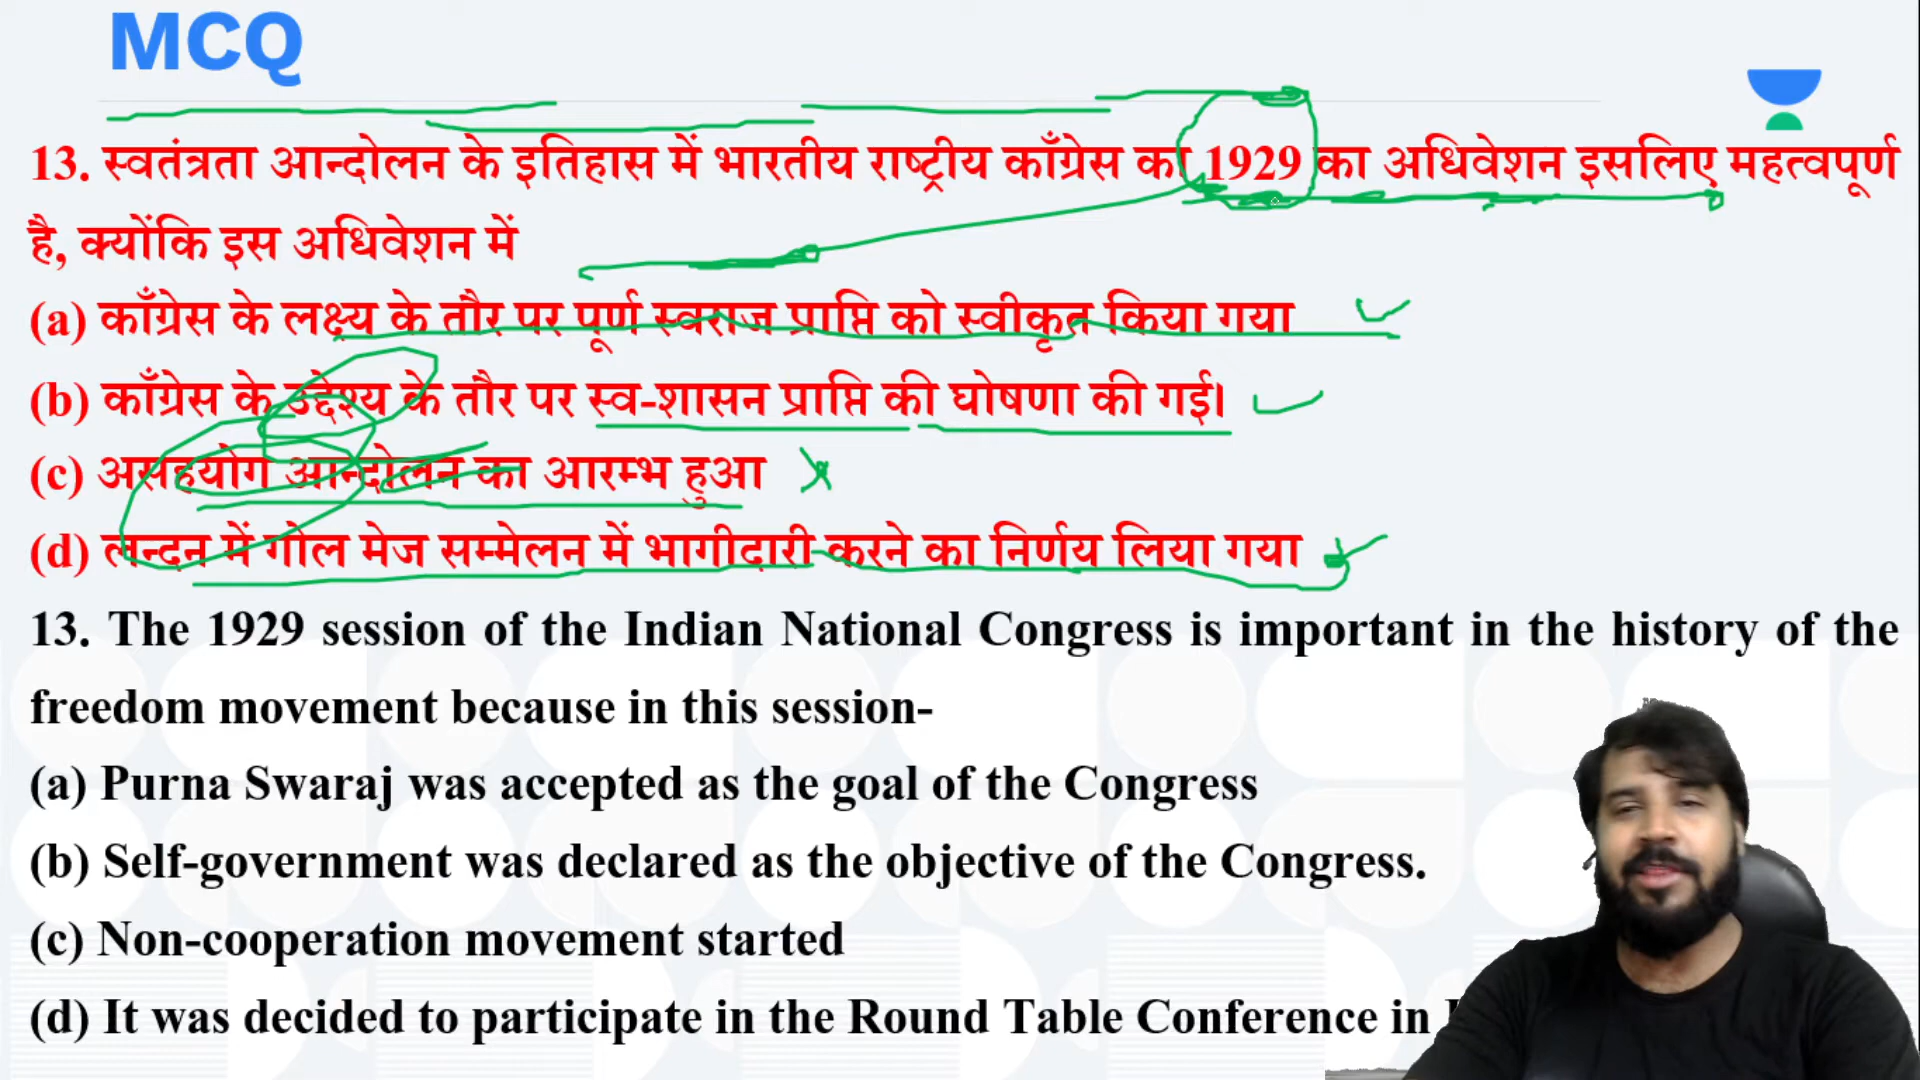 MCQ
13. स्वतंत्रता आन्दोलन के इतिहास में भारतीय राष्ट्रीय काँग्रेस का 1929 का अधिवेशन इसलिए महत्वपूर्ण
है, क्योंकि इस अधिवेशन में
(a) काँग्रेस के लक्ष्य के तौर पर पूर्ण स्वराज प्राप्ति को स्वीकृत किया गया
(b) काँग्रेस के उद्देश्य के तौर पर स्व-शासन प्राप्ति की घोषणा की गई।
(c) असहयोग आन्दोलन का आरम्भ हुआ
(d) लन्दन में गोल मेज सम्मेलन में भागीदारी करने का निर्णय लिया गया
13. The 1929 session of the Indian National Congress is important in the history of the
freedom movement because in this session-
(a) Purna Swaraj was accepted as the goal of the Congress
(b) Self-government was declared as the objective of the Congress.
(c) Non-cooperation movement started
(d) It was decided to participate in the Round Table Conference in